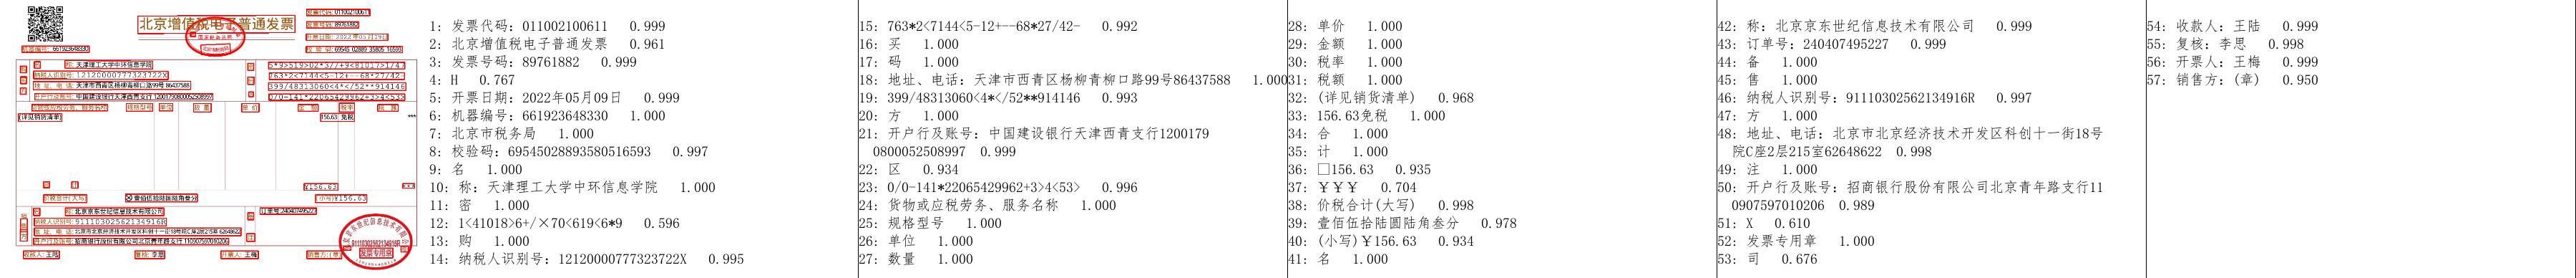 北京增值税电子普通发票
1: 发票代码: 011002100611 0.999
2: 北京增值税电子普通发票 0.961
3: 发票号码: 89761882 0.999
4: H 0.767
5: 开票日期: 2022年05月09日 0.999
6: 机器编号: 661923648330 1.000
7: 北京市税务局 1.000
8: 校验码: 69545028893580516593 0.997
9: 名 1.000
10: 称: 天津理工大学中环信息学院 1.000
11: 密 1.000
12: 1<41018>6+/×70<619<6*9 0.596
13: 购 1.000
14: 纳税人识别号: 12120000777323722X 0.995
15: 763*2<7144<5-12+--68*27/42- 0.992
16: 买 1.000
17: 码 1.000
18: 地址、电话: 天津市西青区杨柳青柳口路99号86437588 1.000
19: 399/48313060<4*</52**914146 0.993
20: 方 1.000
21: 开户行及账号: 中国建设银行天津西青支行1200179
0800052508997 0.999
22: 区 0.934
23: 0/0-141*22065429962+3>4<53> 0.996
24: 货物或应税劳务、服务名称 1.000
25: 规格型号 1.000
26: 单位 1.000
27: 数量 1.000
28: 单价 1.000
29: 金额 1.000
30: 税率 1.000
31: 税额 1.000
32: (详见销货清单) 0.968
33: 156.63免税 1.000
34: 合 1.000
35: 计 1.000
36: □156.63 0.935
37: ¥¥¥ 0.704
38: 价税合计(大写) 0.998
39: 壹佰伍拾陆圆陆角叁分 0.978
40: (小写)¥156.63 0.934
41: 名 1.000
42: 称: 北京京东世纪信息技术有限公司 0.999
43: 订单号: 240407495227 0.999
44: 备 1.000
45: 售 1.000
46: 纳税人识别号: 91110302562134916R 0.997
47: 方 1.000
48: 地址、电话: 北京市北京经济技术开发区科创十一街18号
院C座2层215室62648622 0.998
49: 注 1.000
50: 开户行及账号: 招商银行股份有限公司北京青年路支行11
0907597010206 0.989
51: X 0.610
52: 发票专用章 1.000
53: 司 0.676
54: 收款人: 王陆 0.999
55: 复核: 李思 0.998
56: 开票人: 王梅 0.999
57: 销售方: (章) 0.950